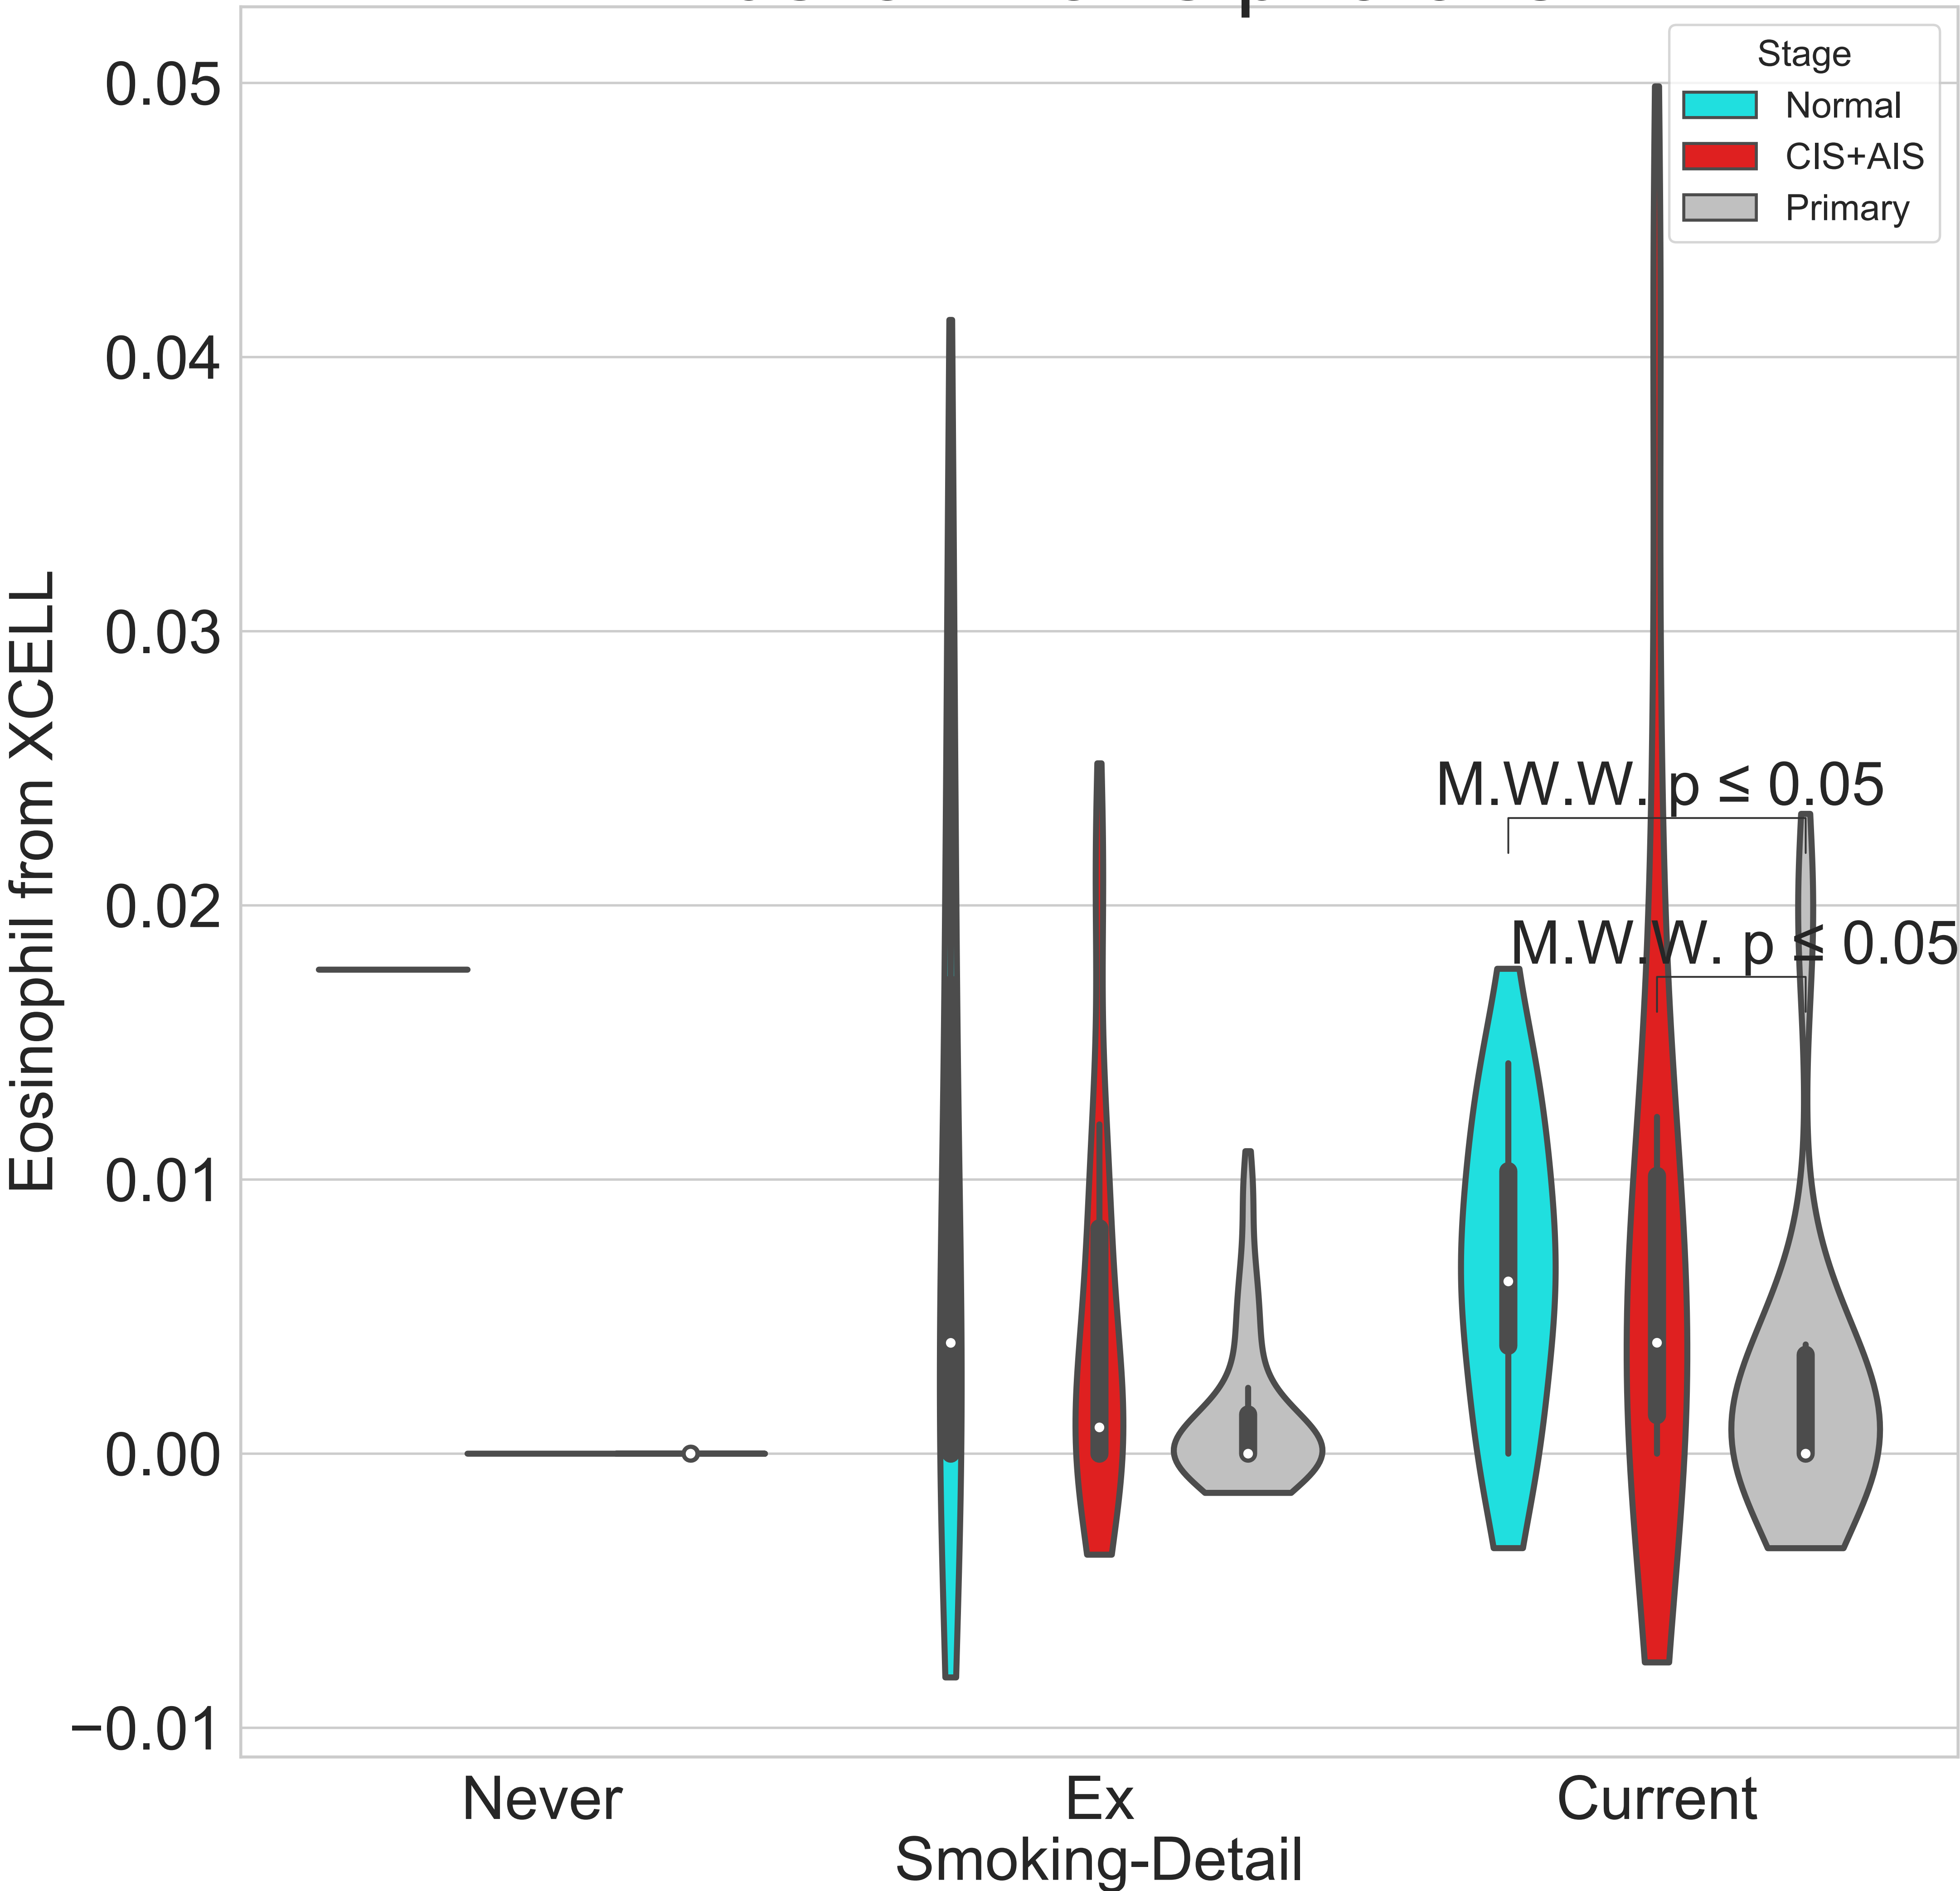 Stage
Normal
CIS+AIS
Primary
0.05
0.04
0.03
0.02
0.01
0.00
−0.01
Eosinophil from XCELL
M.W.W. p ≤ 0.05
M.W.W. p ≤ 0.05
Never
Ex
Current
Smoking-Detail